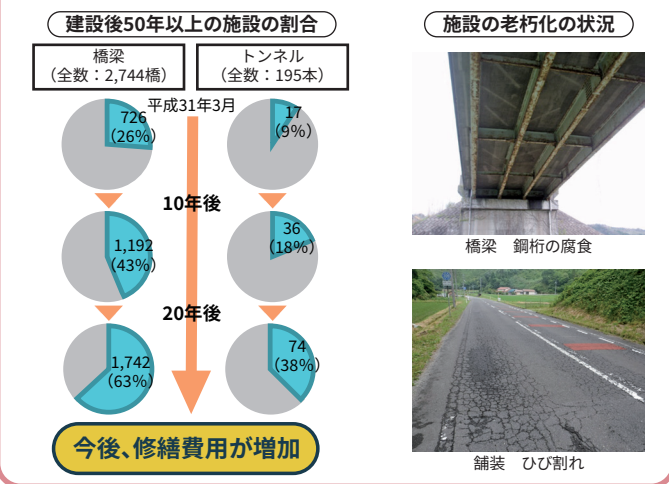 建設後50年以上の施設の割合
橋梁
（全数：2,744橋）
トンネル
（全数：195本）
平成31年3月
726
（26%）
17
（9%）
10年後
1,192
（43%）
36
（18%）
20年後
1,742
（63%）
74
（38%）
今後、修繕費用が増加
施設の老朽化の状況
橋梁　鋼桁の腐食
舗装　ひび割れ